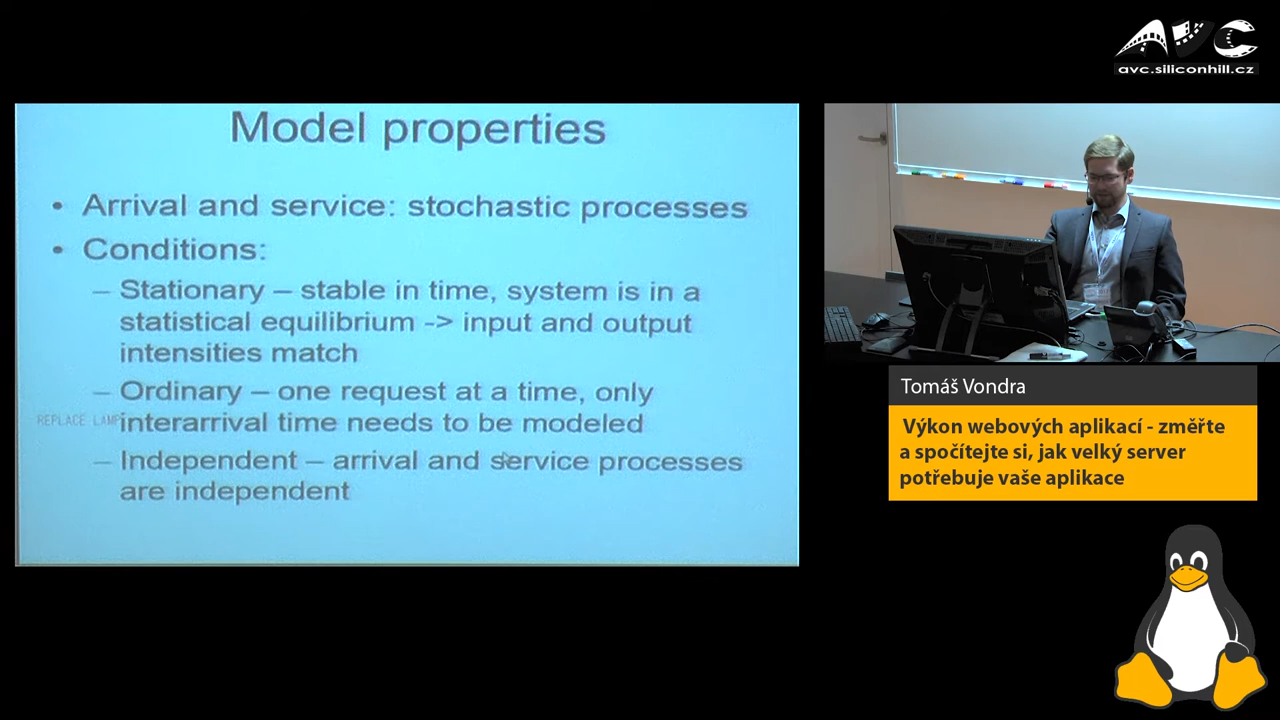 AVC
avc.siliconhill.cz
Model properties
• Arrival and service: stochastic processes
• Conditions:
– Stationary – stable in time, system is in a
statistical equilibrium -> input and output
intensities match
– Ordinary – one request at a time, only
interarrival time needs to be modeled
REPLACE LAMP
– Independent – arrival and service processes
are independent
Tomáš Vondra
Výkon webových aplikací - změřte
a spočítejte si, jak velký server
potřebuje vaše aplikace